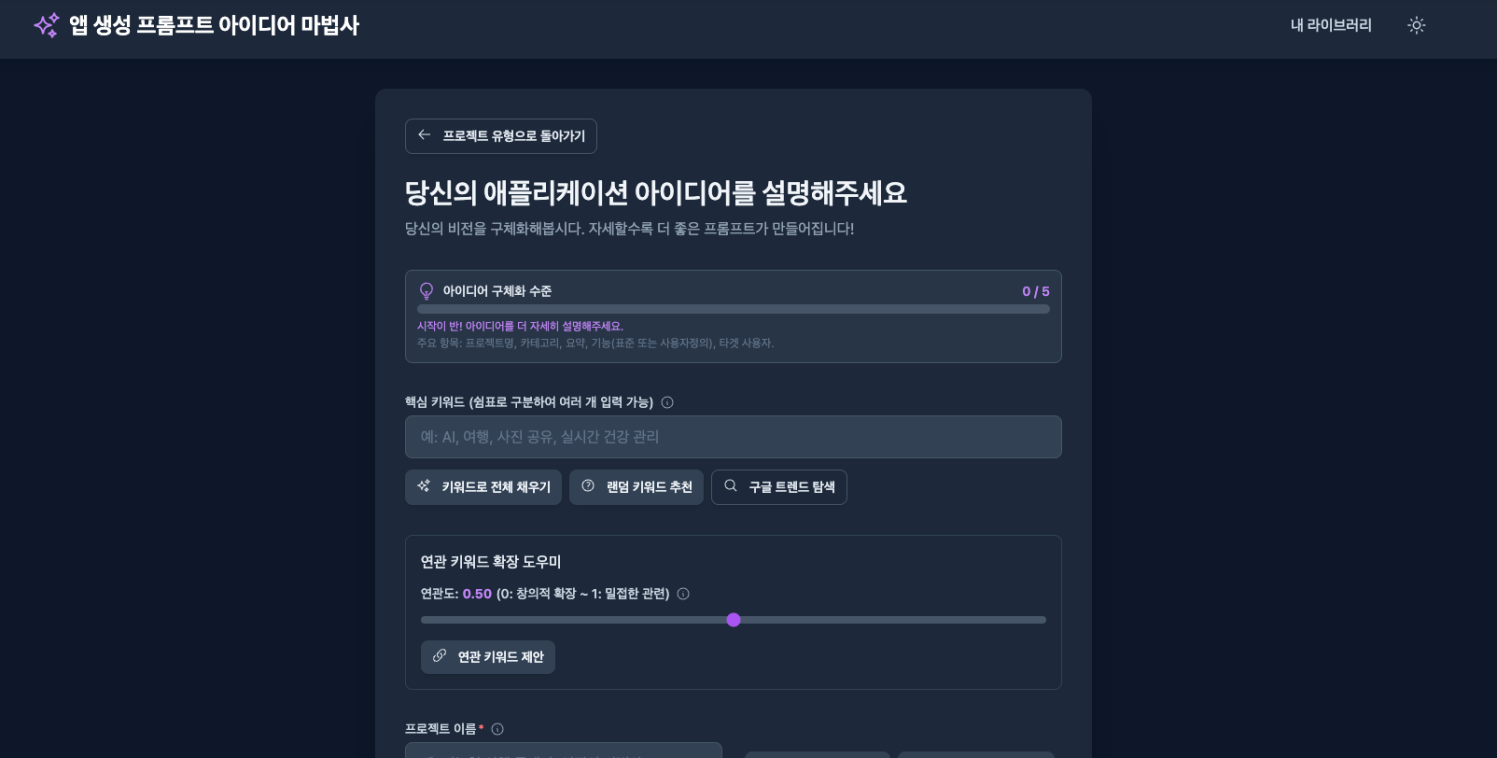 앱 생성 프롬프트 아이디어 마법사
내 라이브러리
프로젝트 유형으로 돌아가기
당신의 애플리케이션 아이디어를 설명해주세요
당신의 비전을 구체화해봅시다. 자세할수록 더 좋은 프롬프트가 만들어집니다!
아이디어 구체화 수준
0 / 5
시작이 반! 아이디어를 더 자세히 설명해주세요.
주요 항목: 프로젝트명, 카테고리, 요약, 기능(표준 또는 사용자정의), 타겟 사용자.
핵심 키워드 (쉼표로 구분하여 여러 개 입력 가능)
예: AI, 여행, 사진 공유, 실시간 건강 관리
키워드로 전체 채우기
랜덤 키워드 추천
구글 트렌드 탐색
연관 키워드 확장 도우미
연관도: 0.50 (0: 창의적 확장 ~ 1: 밀접한 관련)
연관 키워드 제안
프로젝트 이름*